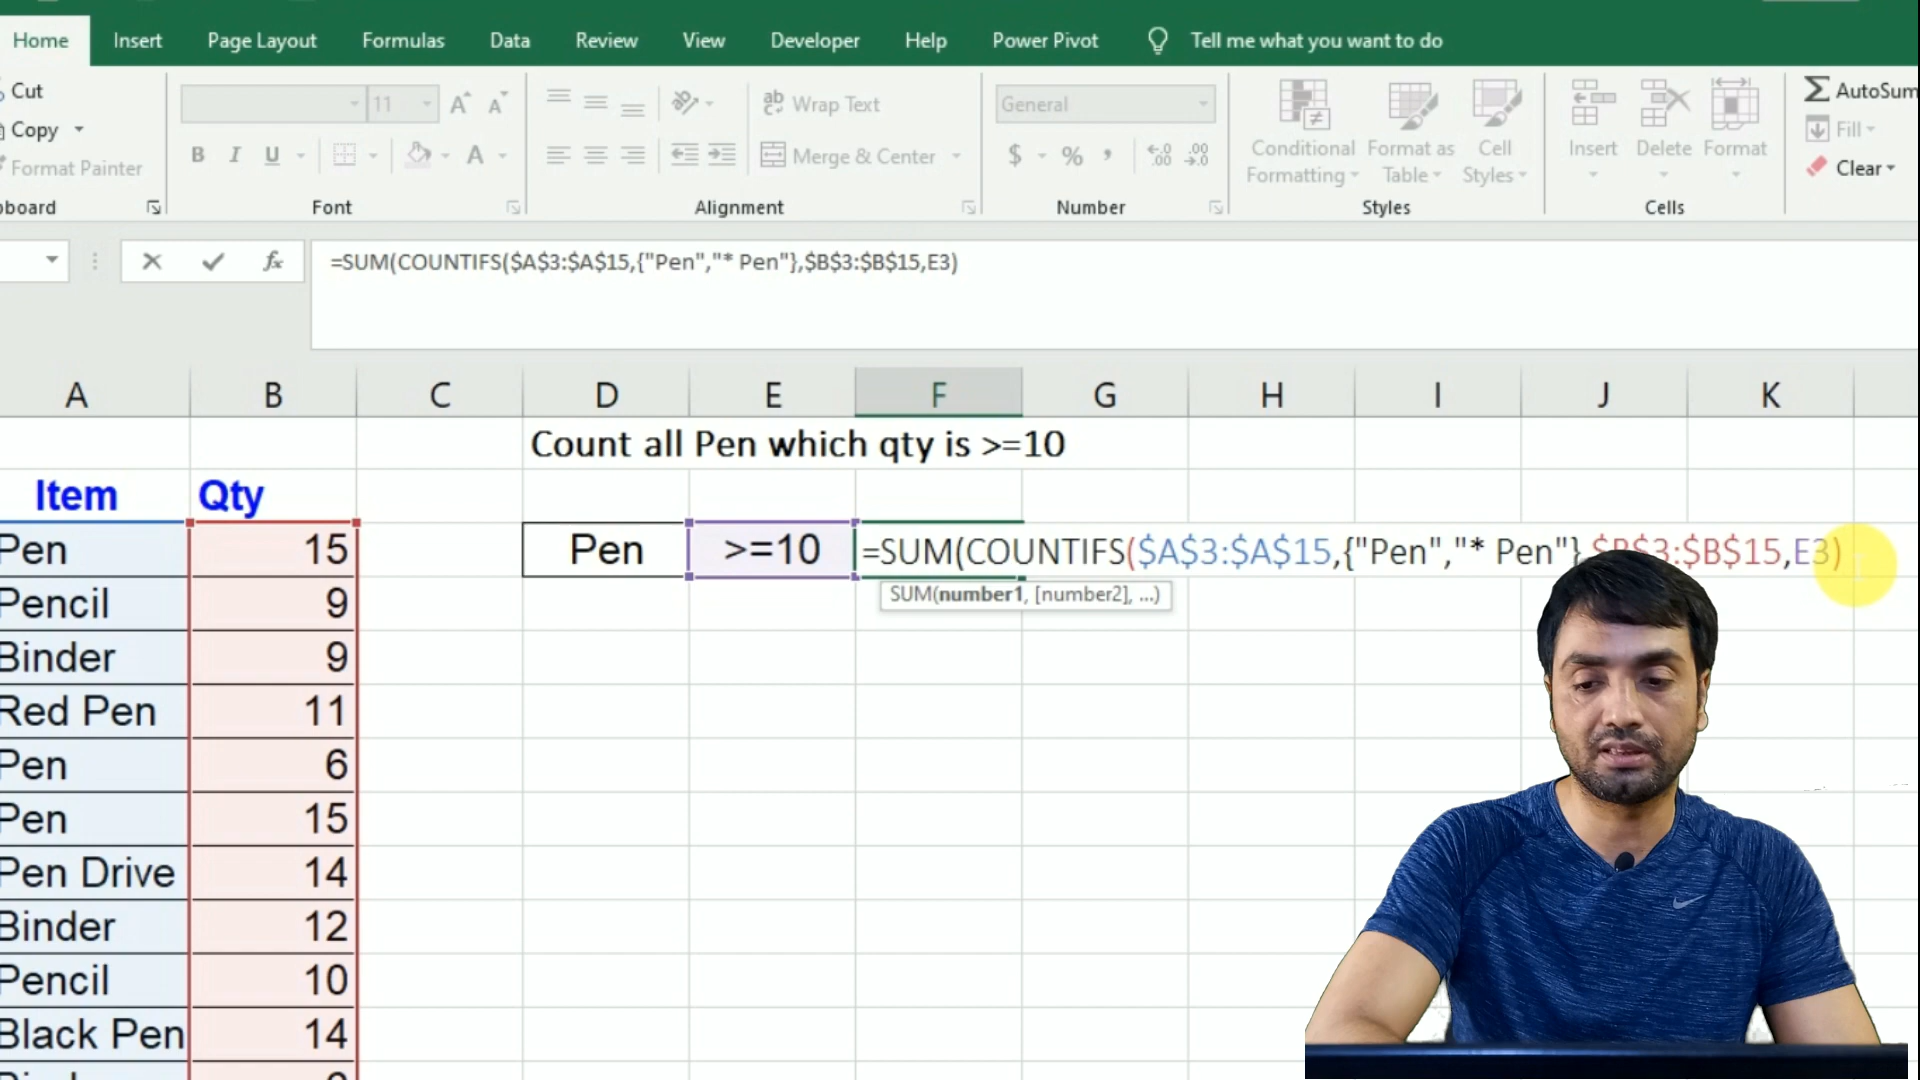 Home Insert Page Layout Formulas Data Review View Developer Help Power Pivot Tell me what you want to do
Cut
Copy
Format Painter
11
B I U
Font
ab Wrap Text
Merge & Center
Alignment
General
$ % ,
Number
Conditional Formatting
Format as Table
Cell Styles
Styles
Insert Delete Format
Cells
AutoSum
Fill
Clear
fx =SUM(COUNTIFS($A$3:$A$15,{"Pen","* Pen"},$B$3:$B$15,E3)
A B C D E F G H I J K
Count all Pen which qty is >=10
Item Qty
Pen 15 Pen >=10 =SUM(COUNTIFS($A$3:$A$15,{"Pen","* Pen"},$B$3:$B$15,E3)
SUM(number1, [number2], ...)
Pencil 9
Binder 9
Red Pen 11
Pen 6
Pen 15
Pen Drive 14
Binder 12
Pencil 10
Black Pen 14